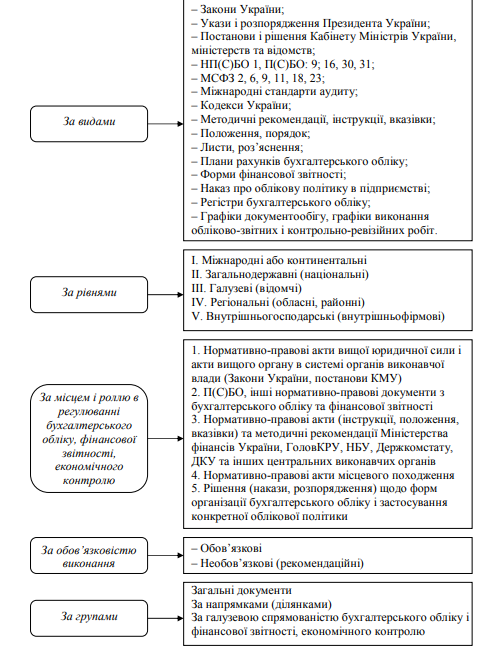 – Закони України;
– Укази і розпорядження Президента України;
– Постанови і рішення Кабінету Міністрів України,
міністерств та відомств;
– НП(С)БО 1, П(С)БО: 9; 16, 30, 31;
– МСФЗ 2, 6, 9, 11, 18, 23;
– Міжнародні стандарти аудиту;
– Кодекси України;
– Методичні рекомендації, інструкції, вказівки;
– Положення, порядок;
– Листи, роз’яснення;
– Плани рахунків бухгалтерського обліку;
– Форми фінансової звітності;
– Наказ про облікову політику в підприємстві;
– Регістри бухгалтерського обліку;
– Графіки документообігу, графіки виконання
обліково-звітних і контрольно-ревізійних робіт.
За видами
І. Міжнародні або континентальні
ІІ. Загальнодержавні (національні)
ІІІ. Галузеві (відомчі)
IV. Регіональні (обласні, районні)
V. Внутрішньогосподарські (внутрішньофірмові)
За рівнями
1. Нормативно-правові акти вищої юридичної сили і
акти вищого органу в системі органів виконавчої
влади (Закони України, постанови КМУ)
2. П(С)БО, інші нормативно-правові документи з
бухгалтерського обліку та фінансової звітності
3. Нормативно-правові акти (інструкції, положення,
вказівки) та методичні рекомендації Міністерства
фінансів України, ГоловКРУ, НБУ, Держкомстату,
ДКУ та інших центральних виконавчих органів
4. Нормативно-правові акти місцевого походження
5. Рішення (накази, розпорядження) щодо форм
організації бухгалтерського обліку і застосування
конкретної облікової політики
За місцем і роллю в
регулюванні
бухгалтерського
обліку, фінансової
звітності,
економічного
контролю
За обов’язковістю
виконання
– Обов’язкові
– Необов’язкові (рекомендаційні)
За групами
Загальні документи
За напрямками (ділянками)
За галузевою спрямованістю бухгалтерського обліку і
фінансової звітності, економічного контролю